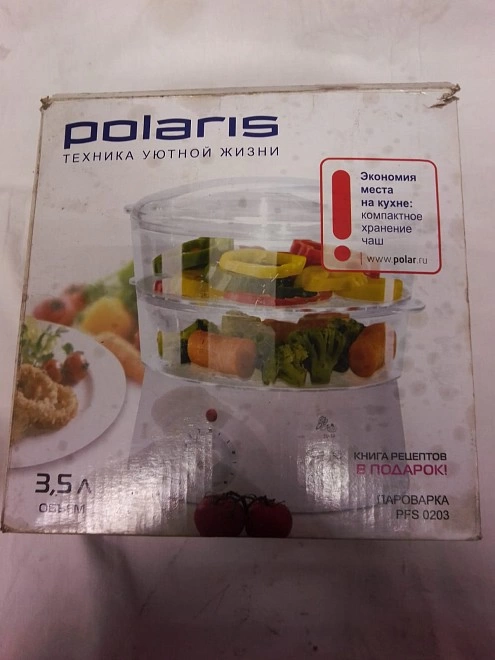 polaris
ТЕХНИКА УЮТНОЙ ЖИЗНИ
Экономия
места
на кухне:
компактное
хранение
чаш
www.polar.ru
КНИГА РЕЦЕПТОВ
В ПОДАРОК!
3,5 л
ОБЪЕМ
ПАРОВАРКА
PFS 0203